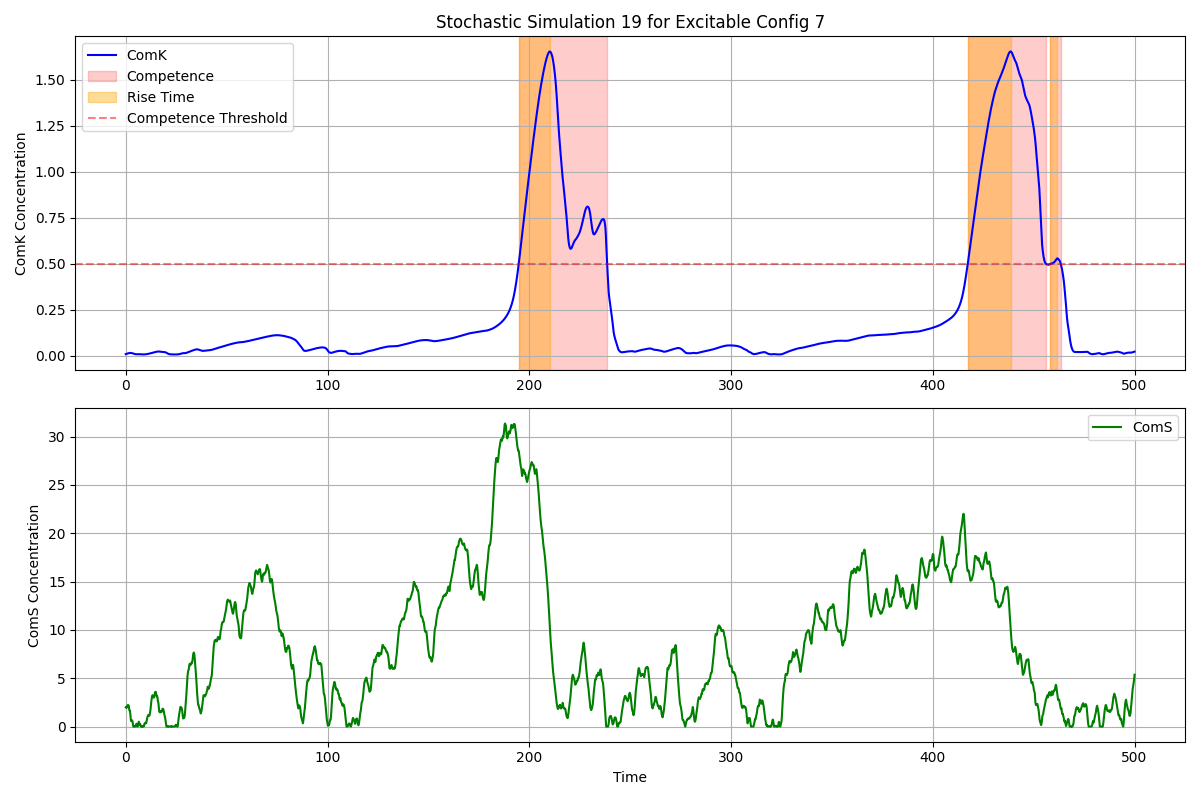 Stochastic Simulation 19 for Excitable Config 7
ComK
Competence
Rise Time
Competence Threshold
ComK Concentration
1.50
1.25
1.00
0.75
0.50
0.25
0.00
0 100 200 300 400 500
ComS
ComS Concentration
30
25
20
15
10
5
0
0 100 200 300 400 500
Time